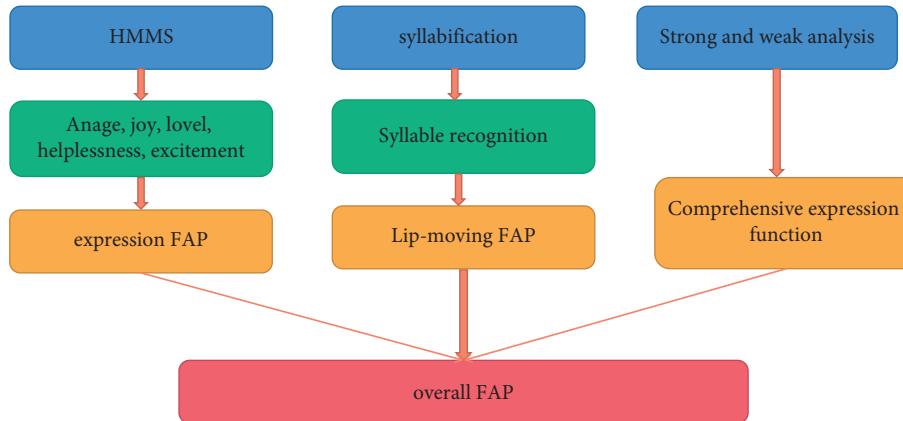 HMMS
syllabification
Strong and weak analysis
Anage, joy, lovel,
helplessness, excitement
Syllable recognition
expression FAP
Lip-moving FAP
Comprehensive expression
function
overall FAP